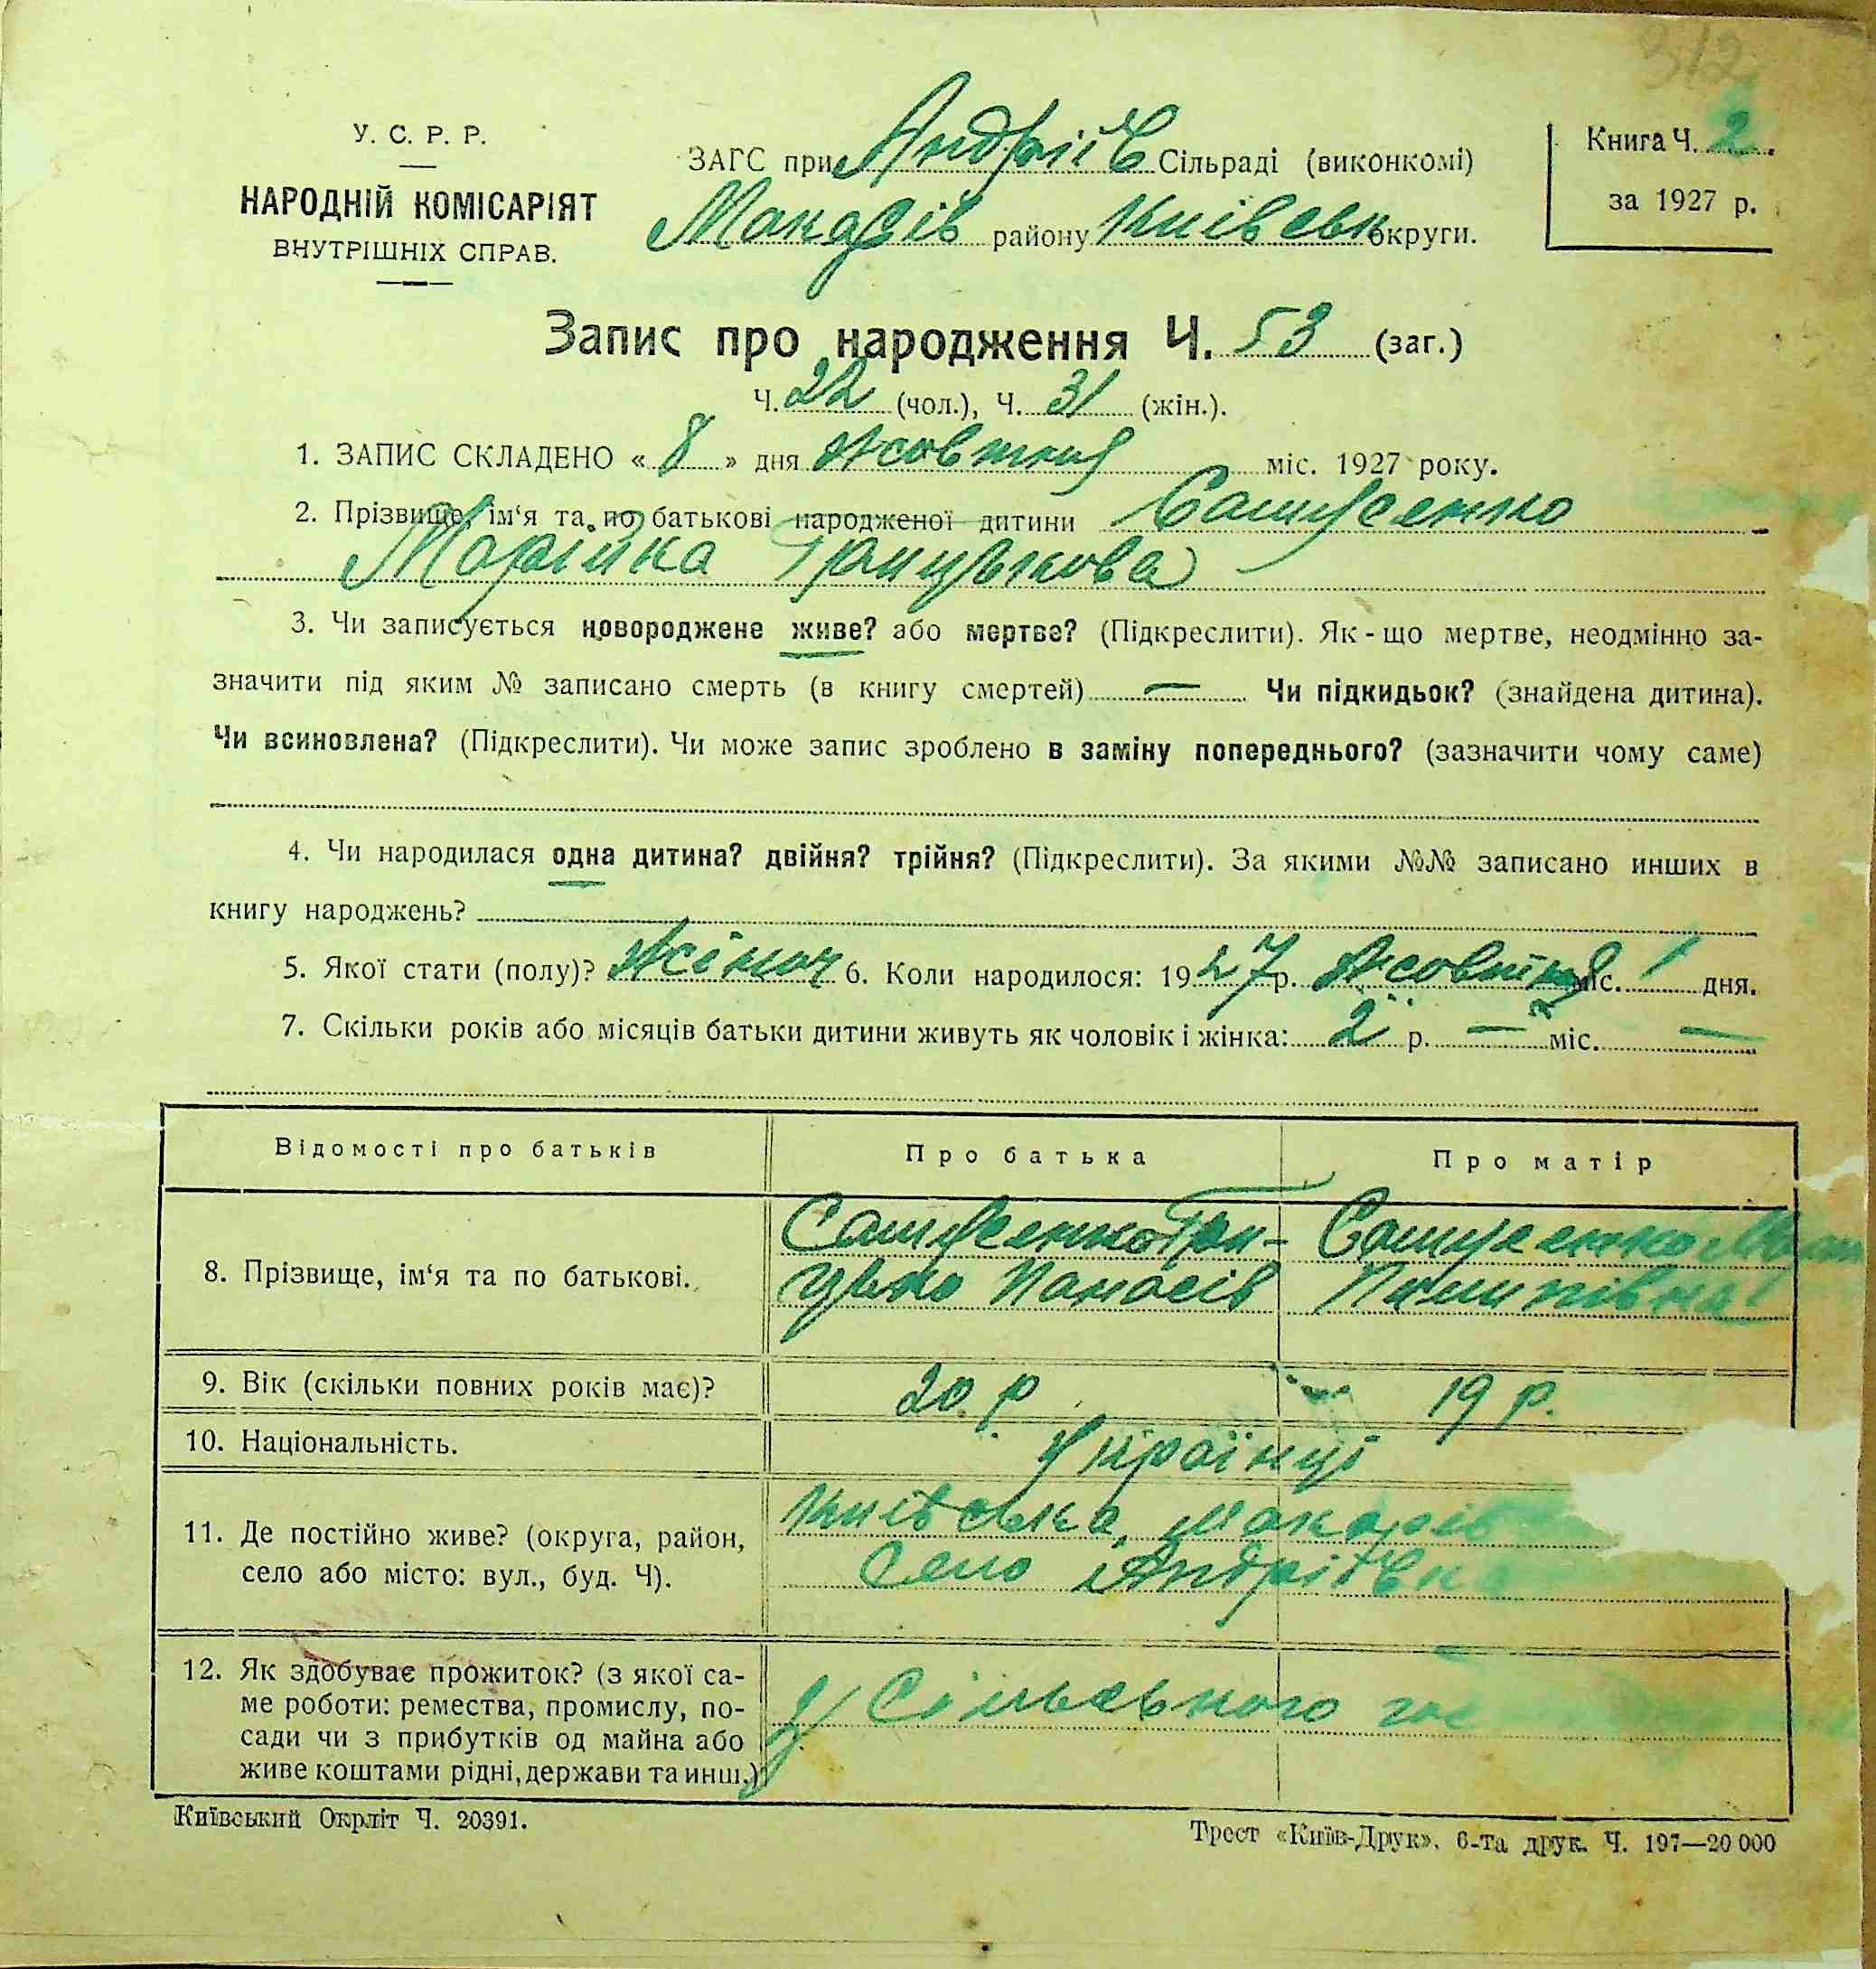 312
У. С. Р. Р.
НАРОДНІЙ КОМІСАРІЯТ
ВНУТРІШНІХ СПРАВ.
ЗАГС при Андріїв Сільраді (виконкомі)
Макарів району Київськ округи.
Книга Ч. 2.
за 1927 р.
Запис про народження Ч. 53 (заг.)
Ч. 22 (чол.), Ч. 31 (жін.).
1. ЗАПИС СКЛАДЕНО « 8 » дня Жовтня міс. 1927 року.
2. Прізвище, ім'я та по батькові народженої дитини
Марійка Грицькова
3. Чи записується новороджене живе? або мертве? (Підкреслити). Як-що мертве, неодмінно за-
значити під яким № записано смерть (в книгу смертей) — Чи підкидьок? (знайдена дитина).
Чи всиновлена? (Підкреслити). Чи може запис зроблено в заміну попереднього? (зазначити чому саме)
4. Чи народилася одна дитина? двійня? трійня? (Підкреслити). За якими №№ записано инших в
книгу народжень?
5. Якої стати (полу)? Жіноч 6. Коли народилося: 1927 р. Жовтня міс. 1 дня.
7. Скільки років або місяців батьки дитини живуть як чоловік і жінка: 2 р. — міс. —
Відомості про батьків
Про батька
Про матір
8. Прізвище, ім'я та по батькові.
Гри-
цько Панасів
Пилипівна
9. Вік (скільки повних років має)?
20 р
19 р.
10. Національність.
Українці
11. Де постійно живе? (округа, район,
село або місто: вул., буд. Ч).
Київська, Макарів
Село Андріївка
12. Як здобуває прожиток? (з якої са-
ме роботи: ремества, промислу, по-
сади чи з прибутків од майна або
живе коштами рідні, держави та инш.)
З Сільського гос
Київський Окрліт Ч. 20391.
Трест «Київ-Друк». 6-та друк. Ч. 197—20 000